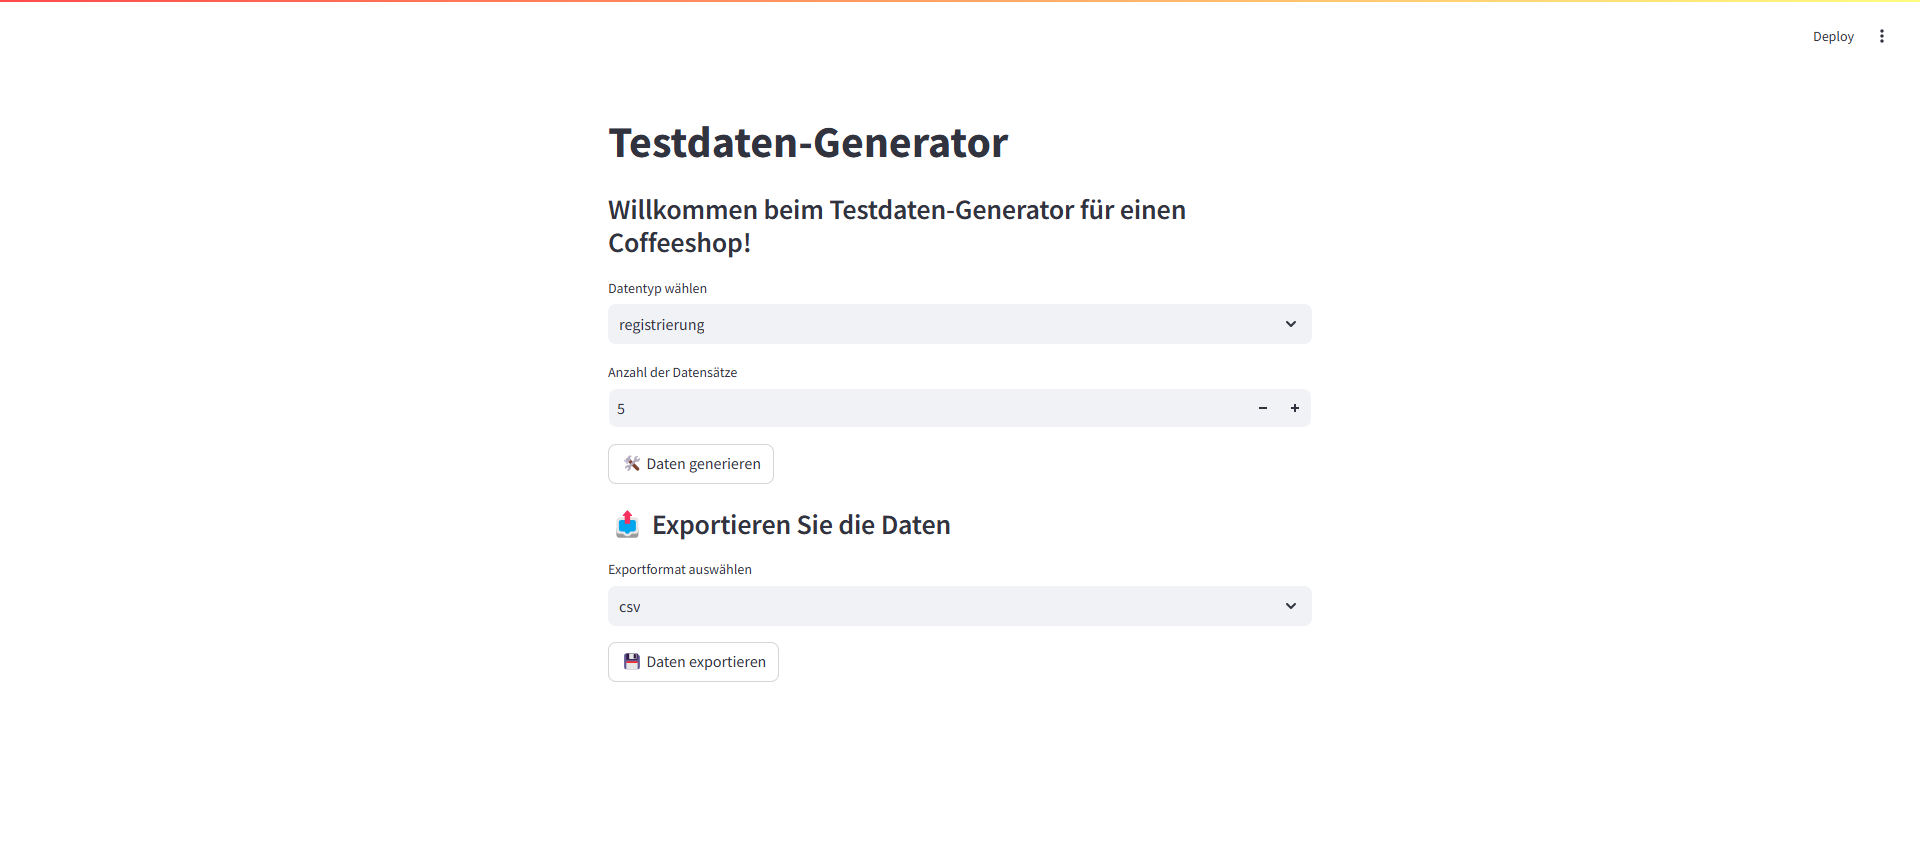 Deploy
Testdaten-Generator
Willkommen beim Testdaten-Generator für einen
Coffeeshop!
Datentyp wählen
registrierung
Anzahl der Datensätze
5
Daten generieren
Exportieren Sie die Daten
Exportformat auswählen
csv
Daten exportieren